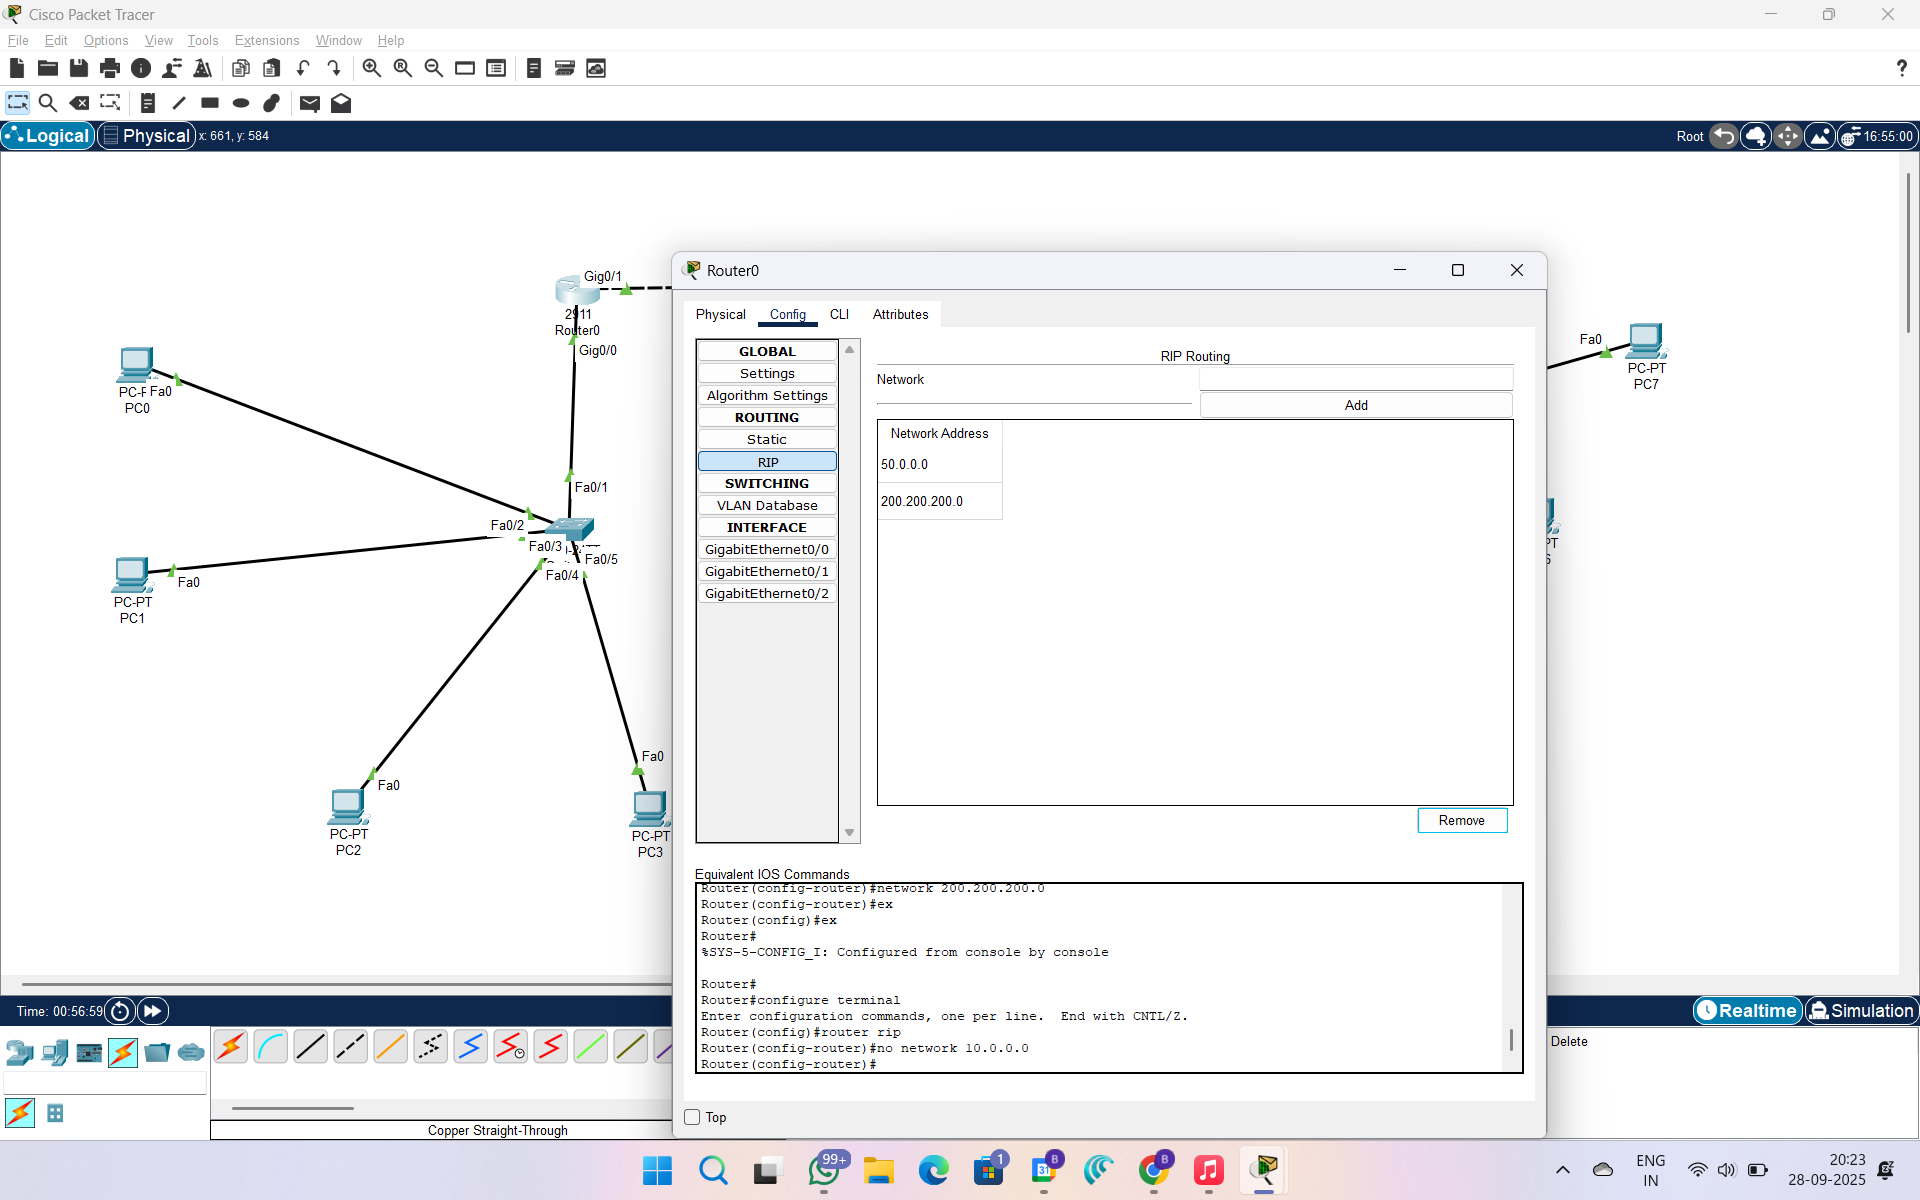 Cisco Packet Tracer
File Edit Options View Tools Extensions Window Help
Logical Physical x: 661, y: 584 Root 16:55:00
Gig0/1
2911
Router0
Gig0/0
Fa0
PC0
Fa0/1
Fa0/2
Fa0/3
Fa0/5
Fa0/4
Fa0
PC-PT
PC1
Fa0
PC-PT
PC2
Fa0
PC-PT
PC3
Fa0
PC-PT
PC7
Router0
Physical Config CLI Attributes
GLOBAL
Settings
Algorithm Settings
ROUTING
Static
RIP
SWITCHING
VLAN Database
INTERFACE
GigabitEthernet0/0
GigabitEthernet0/1
GigabitEthernet0/2
RIP Routing
Network
Add
Network Address
50.0.0.0
200.200.200.0
Remove
Equivalent IOS Commands
Router(config-router)#network 200.200.200.0
Router(config-router)#ex
Router(config)#ex
Router#
%SYS-5-CONFIG_I: Configured from console by console
Router#
Router#configure terminal
Enter configuration commands, one per line. End with CNTL/Z.
Router(config)#router rip
Router(config-router)#no network 10.0.0.0
Router(config-router)#
Top
Time: 00:56:59
Realtime Simulation
Delete
Copper Straight-Through
99+
1
31
B
B
ENG
IN
20:23
28-09-2025